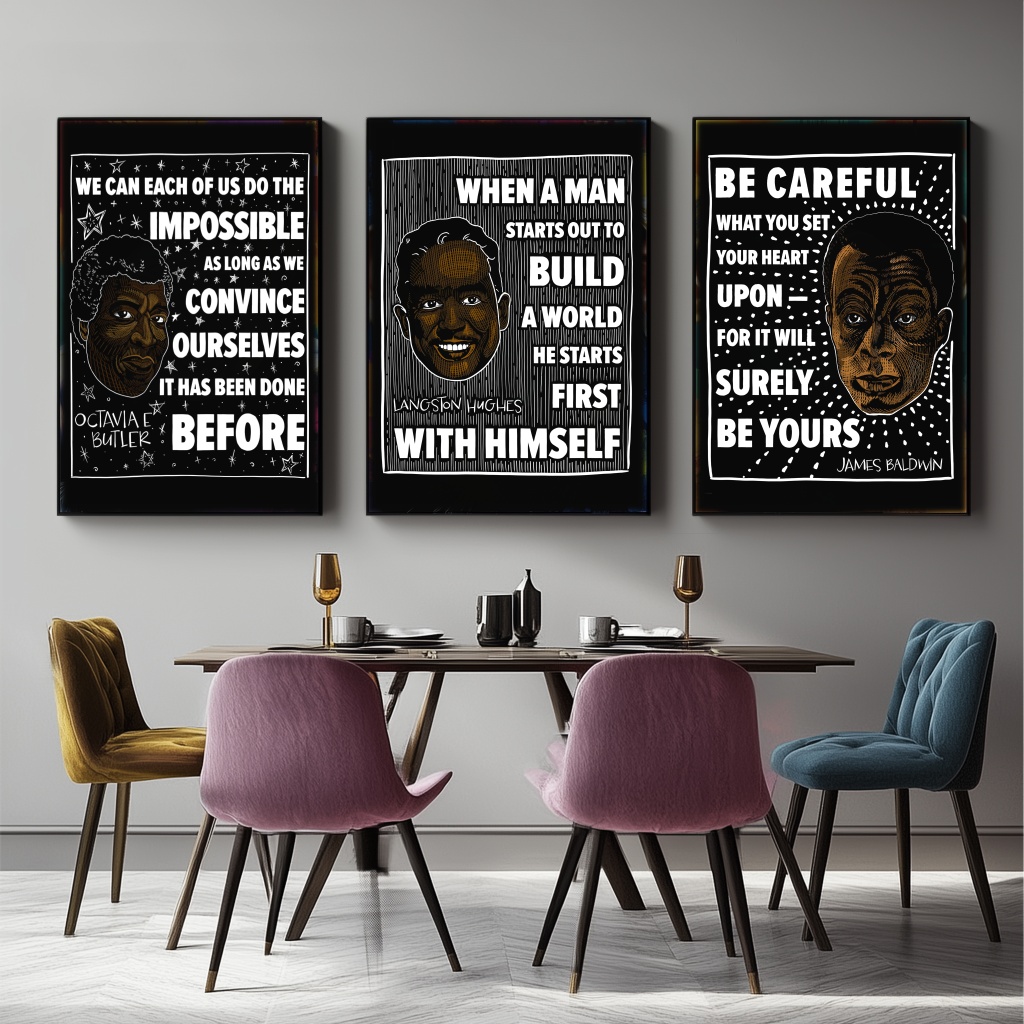 WE CAN EACH OF US DO THE
IMPOSSIBLE
AS LONG AS WE
CONVINCE
OURSELVES
IT HAS BEEN DONE
BEFORE
OCTAVIA E
BUTLER
WHEN A MAN
STARTS OUT TO
BUILD
A WORLD
HE STARTS
FIRST
WITH HIMSELF
LANGSTON HUGHES
BE CAREFUL
WHAT YOU SET
YOUR HEART
UPON —
FOR IT WILL
SURELY
BE YOURS
JAMES BALDWIN